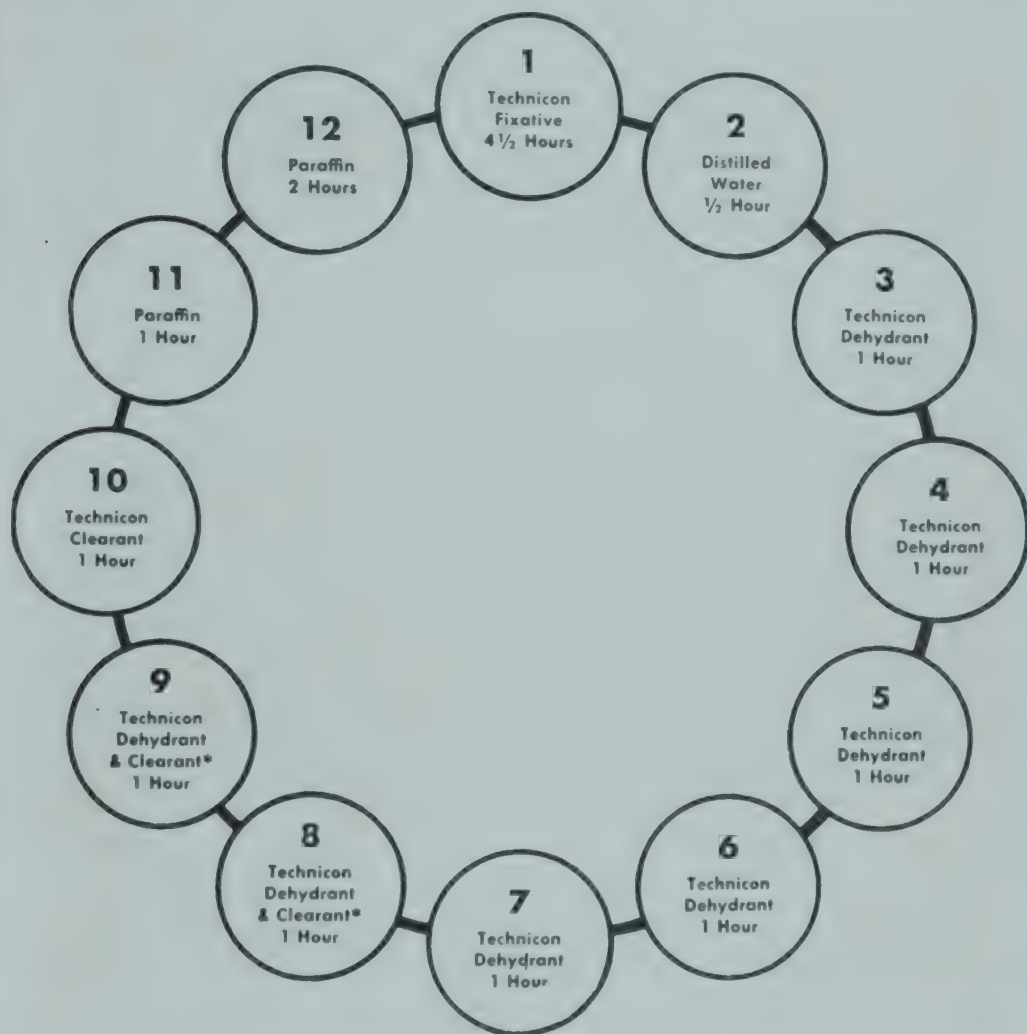 1
Technicon
Fixative
4 1/2 Hours
2
Distilled
Water
1/2 Hour
3
Technicon
Dehydrant
1 Hour
4
Technicon
Dehydrant
1 Hour
5
Technicon
Dehydrant
1 Hour
6
Technicon
Dehydrant
1 Hour
7
Technicon
Dehydrant
1 Hour
8
Technicon
Dehydrant
& Clearant*
1 Hour
9
Technicon
Dehydrant
& Clearant*
1 Hour
10
Technicon
Clearant
1 Hour
11
Paraffin
1 Hour
12
Paraffin
2 Hours